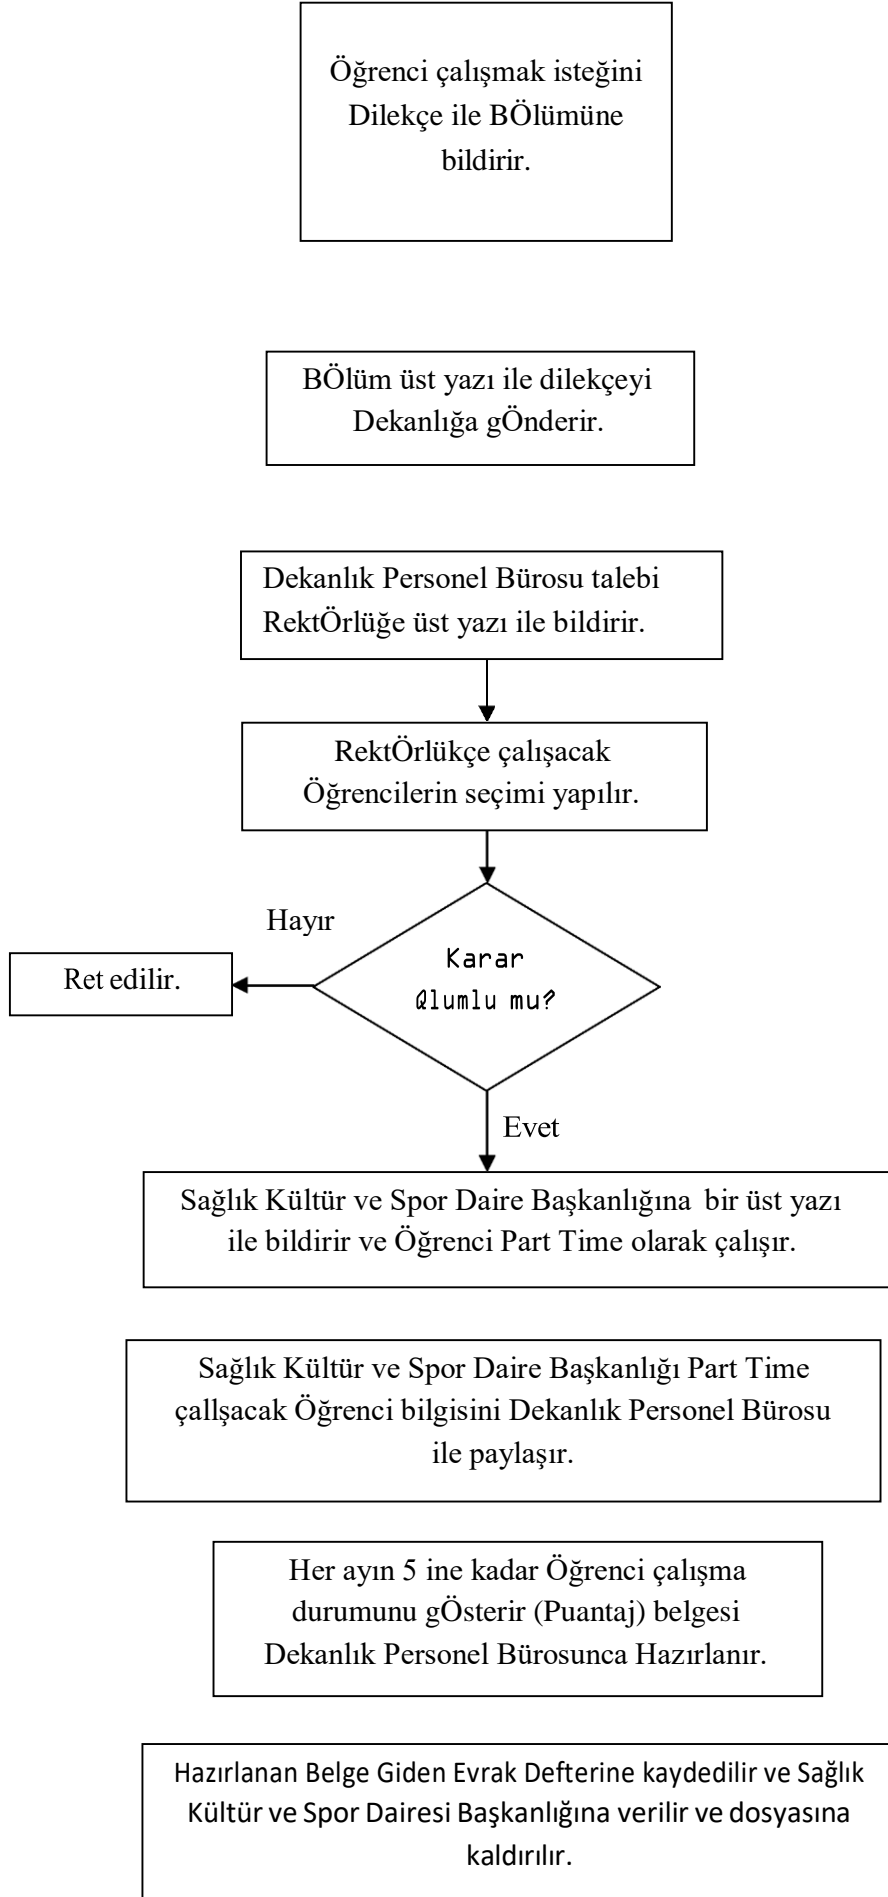 Öğrenci çalışmak isteğini
Dilekçe ile BÖlümüne
bildirir.
BÖlüm üst yazı ile dilekçeyi
Dekanlığa gÖnderir.
Dekanlık Personel Bürosu talebi
RektÖrlüğe üst yazı ile bildirir.
RektÖrlükçe çalışacak
Öğrencilerin seçimi yapılır.
Hayır
Karar
Qlumlu mu?
Ret edilir.
Evet
Sağlık Kültür ve Spor Daire Başkanlığına bir üst yazı
ile bildirir ve Öğrenci Part Time olarak çalışır.
Sağlık Kültür ve Spor Daire Başkanlığı Part Time
çallşacak Öğrenci bilgisini Dekanlık Personel Bürosu
ile paylaşır.
Her ayın 5 ine kadar Öğrenci çalışma
durumunu gÖsterir (Puantaj) belgesi
Dekanlık Personel Bürosunca Hazırlanır.
Hazırlanan Belge Giden Evrak Defterine kaydedilir ve Sağlık
Kültür ve Spor Dairesi Başkanlığına verilir ve dosyasına
kaldırılır.